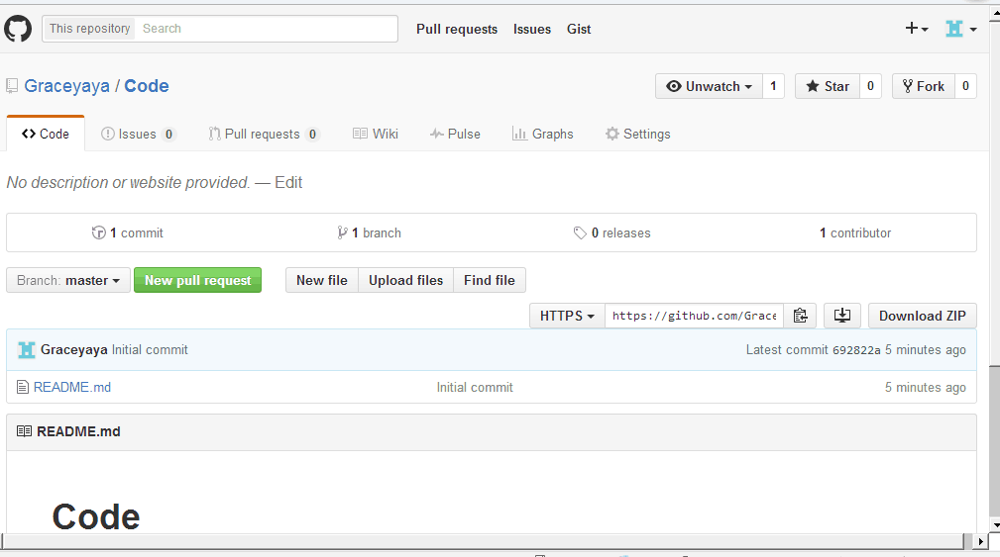 This repository Search Pull requests Issues Gist
Graceyaya / Code Unwatch 1 Star 0 Fork 0
Code Issues 0 Pull requests 0 Wiki Pulse Graphs Settings
No description or website provided. — Edit
1 commit 1 branch 0 releases 1 contributor
Branch: master New pull request New file Upload files Find file
HTTPS https://github.com/Grace Download ZIP
Graceyaya Initial commit Latest commit 692822a 5 minutes ago
README.md Initial commit 5 minutes ago
README.md
Code